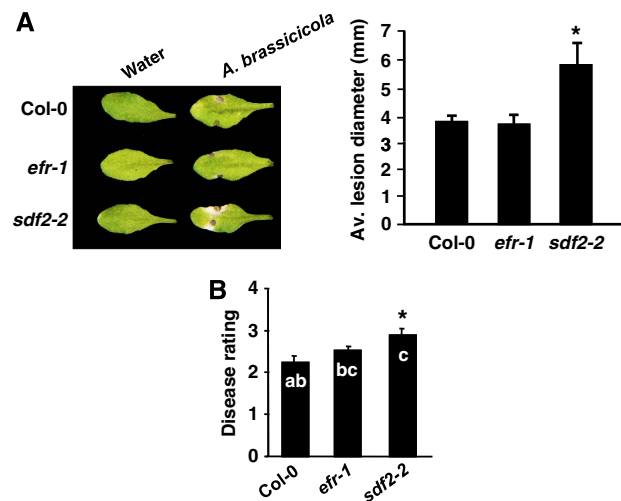 A
Water
A. brassicicola
Col-0
efr-1
sdf2-2
Av. lesion diameter (mm)
7
6
5
4
3
2
1
0
*
Col-0 efr-1 sdf2-2
B
Disease rating
4
3
2
1
0
*
ab bc c
Col-0
efr-1
sdf2-2